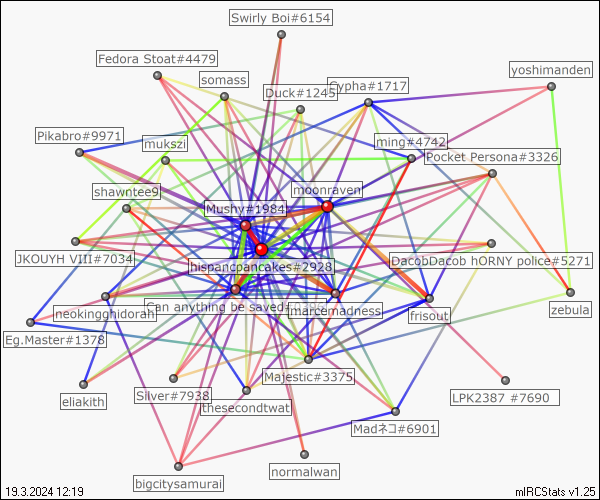 Swirly Boi#6154
Fedora Stoat#4479
somass
yoshimanden
Duck#1245
Cypha#1717
Pikabro#9971
mukszi
ming#4742
Pocket Persona#3326
shawntee9
moonraven
Mushy#1984
JKOUYH VIII#7034
hispancpancakes#2928
DacobDacob hORNY police#5271
neokingghidorah
Can anything be saved
marcemadness
frisout
zebula
Eg.Master#1378
Majestic#3375
eliakith
Silver#7938
thesecondtwat
LPK2387 #7690
Madネコ#6901
normalwan
bigcitysamurai
19.3.2024 12:19
mIRCStats v1.25